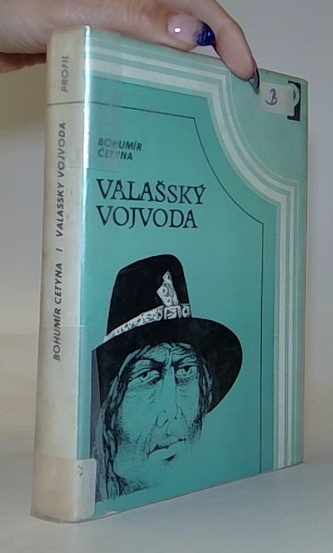 PROFIL
BOHUMÍR ČETYNA / VALAŠSKÝ VOJVODA
BOHUMÍR
ČETYNA
VALAŠSKÝ
VOJVODA
B